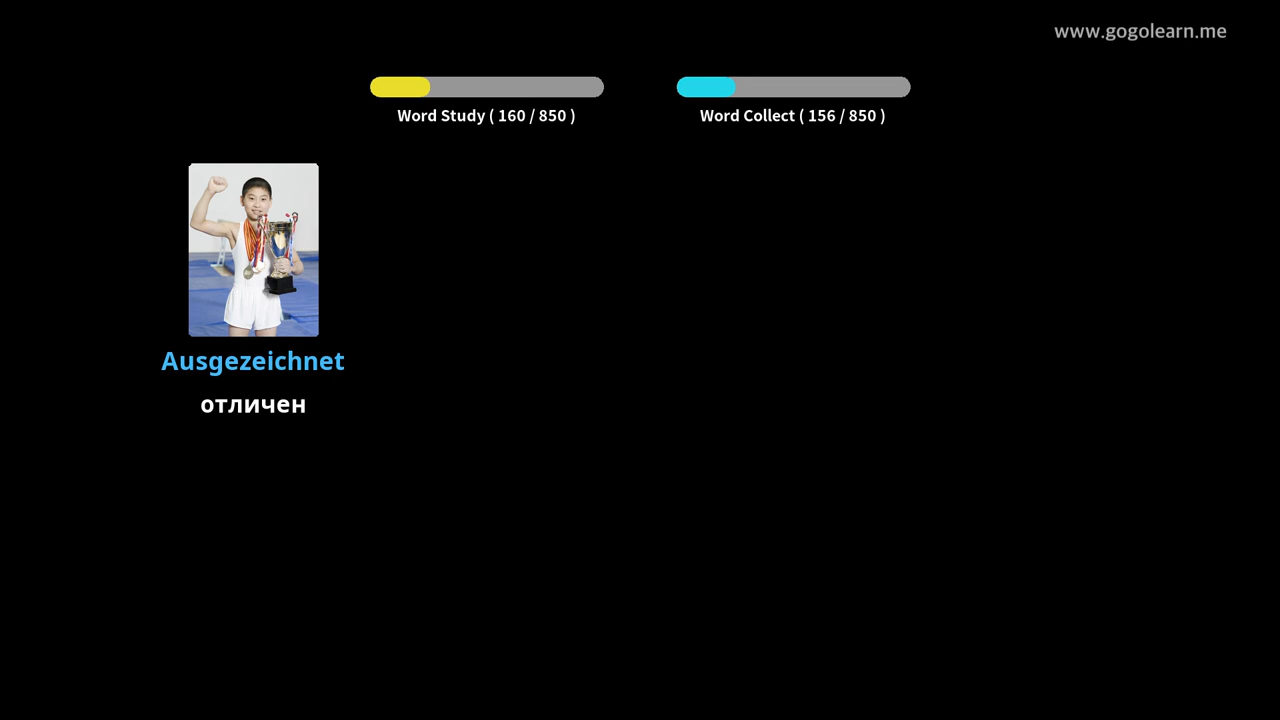 www.gogolearn.me
Word Study ( 160 / 850 )
Word Collect ( 156 / 850 )
Ausgezeichnet
отличен